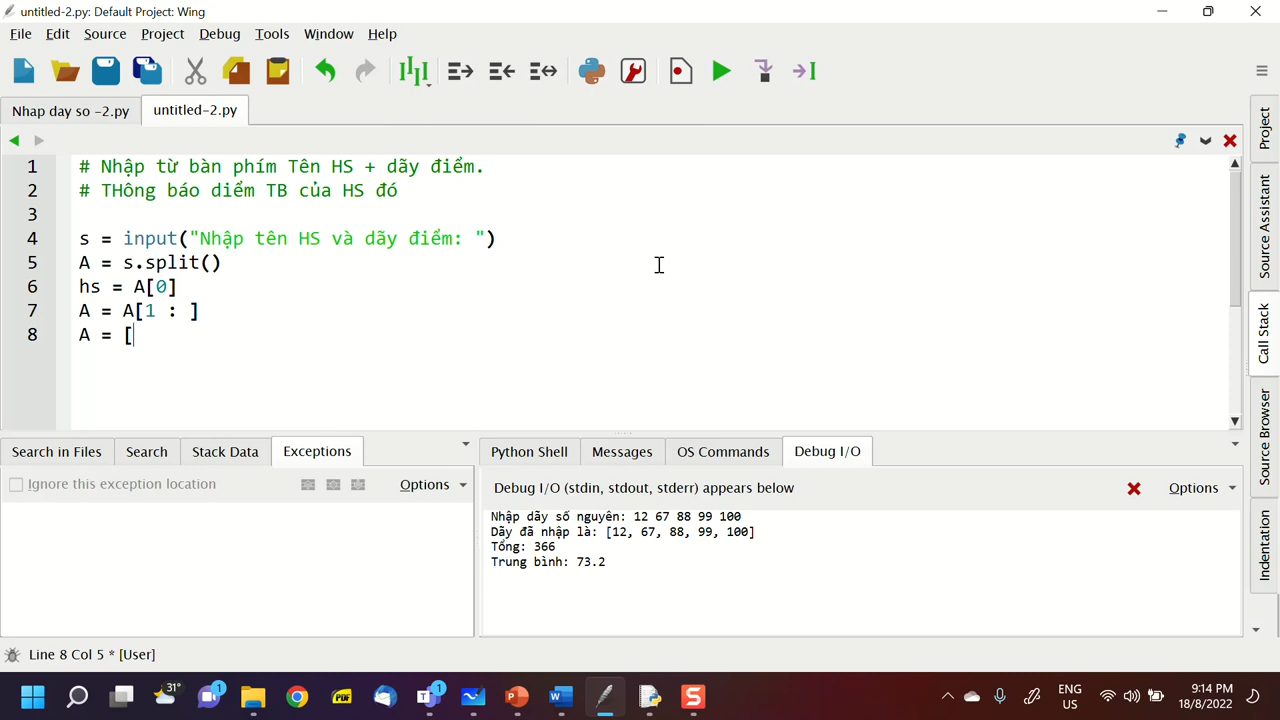 untitled-2.py: Default Project: Wing
File Edit Source Project Debug Tools Window Help
Nhap day so -2.py untitled-2.py
1 # Nhập từ bàn phím Tên HS + dãy điểm.
2 # THông báo diểm TB của HS đó
3
4 s = input("Nhập tên HS và dãy điểm: ")
5 A = s.split()
6 hs = A[0]
7 A = A[1 : ]
8 A = [
Project
Source Assistant
Call Stack
Source Browser
Indentation
Search in Files Search Stack Data Exceptions
Ignore this exception location Options
Python Shell Messages OS Commands Debug I/O
Debug I/O (stdin, stdout, stderr) appears below Options
Nhập dãy số nguyên: 12 67 88 99 100
Dãy đã nhập là: [12, 67, 88, 99, 100]
Tổng: 366
Trung bình: 73.2
Line 8 Col 5 * [User]
31°
1
PDF
1
ENG
US
9:14 PM
18/8/2022